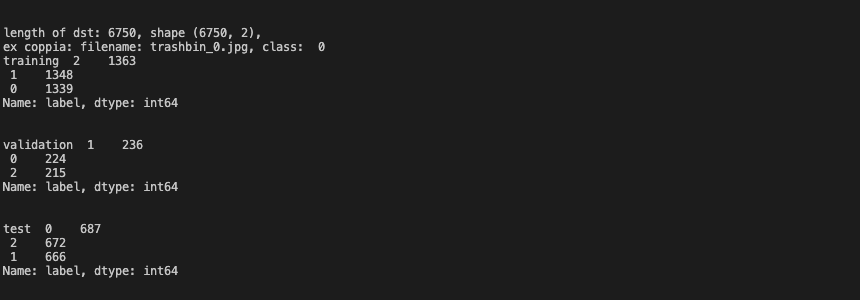 length of dst: 6750, shape (6750, 2),
ex coppia: filename: trashbin_0.jpg, class:  0
training  2    1363
 1    1348
 0    1339
Name: label, dtype: int64
validation  1    236
 0    224
 2    215
Name: label, dtype: int64
test  0    687
 2    672
 1    666
Name: label, dtype: int64